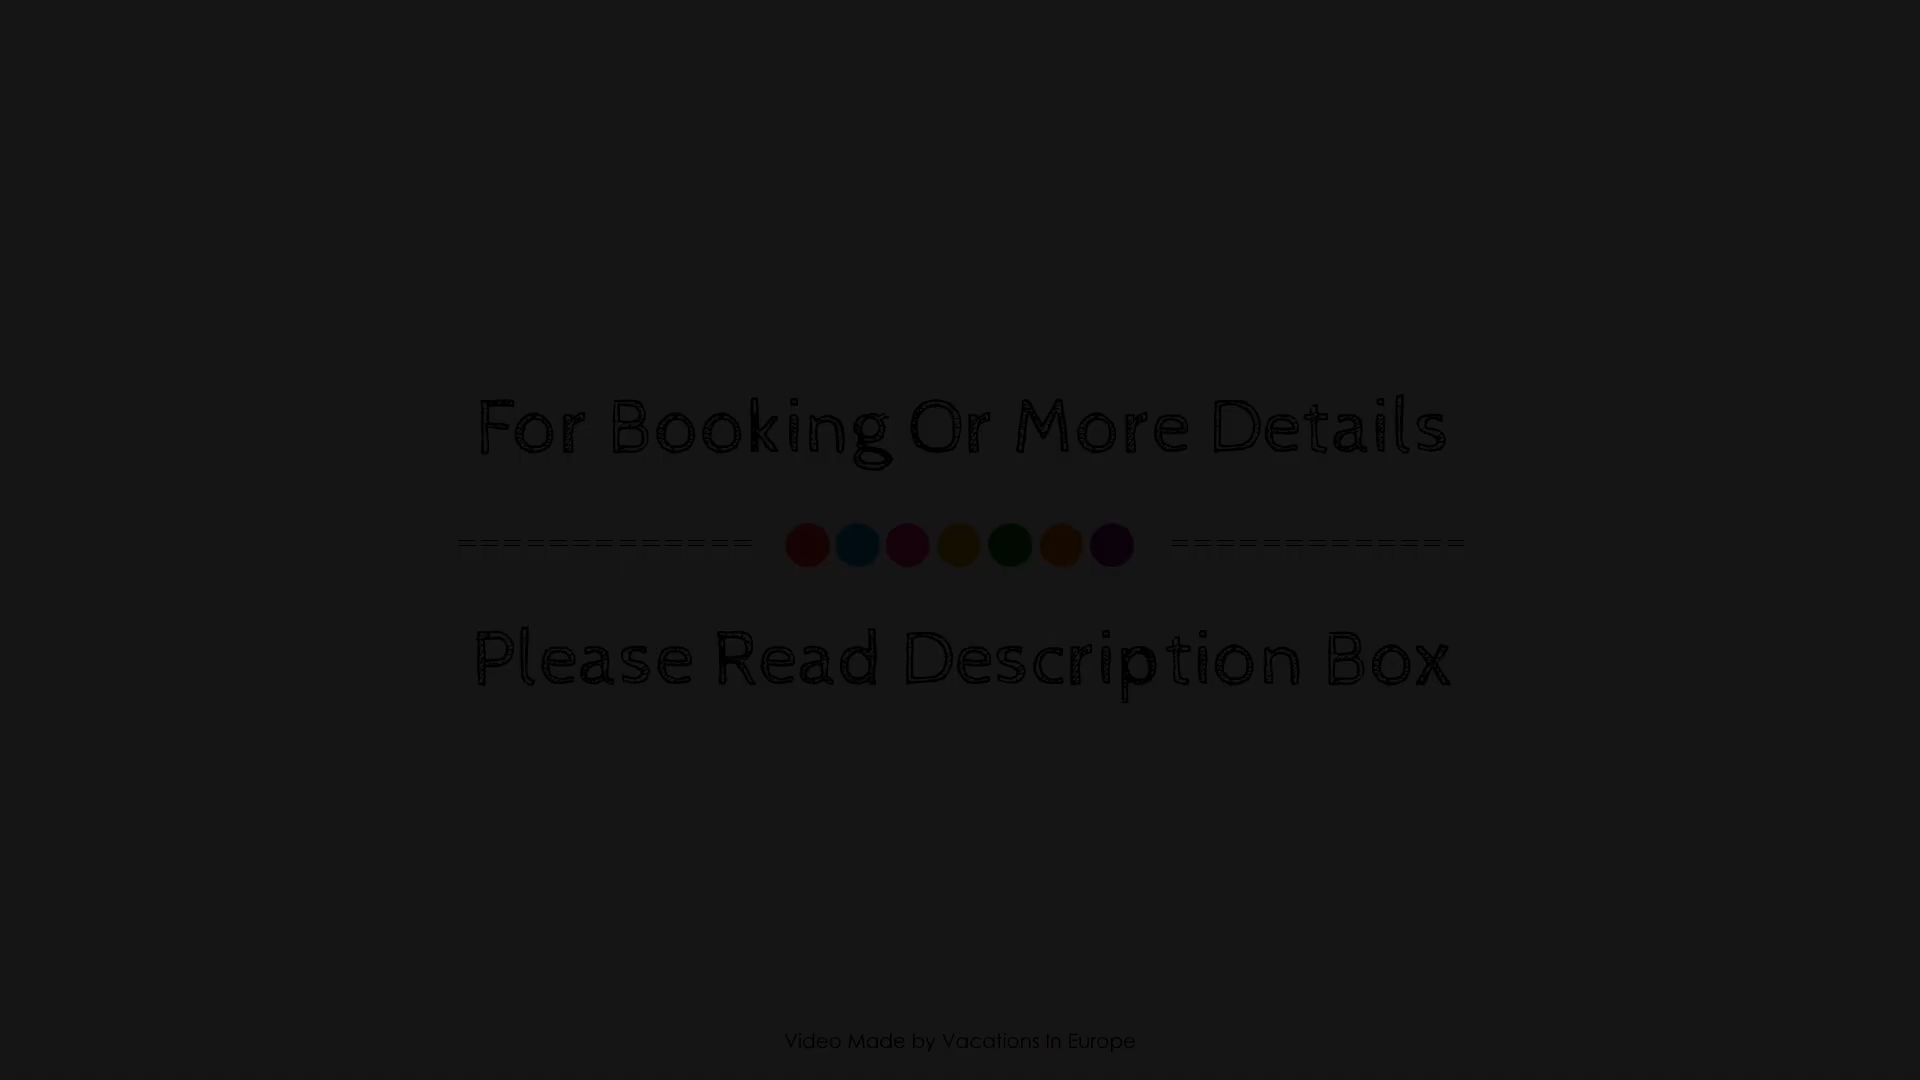 For Booking Or More Details
============= =============
Please Read Description Box
Video Made by Vacations In Europe